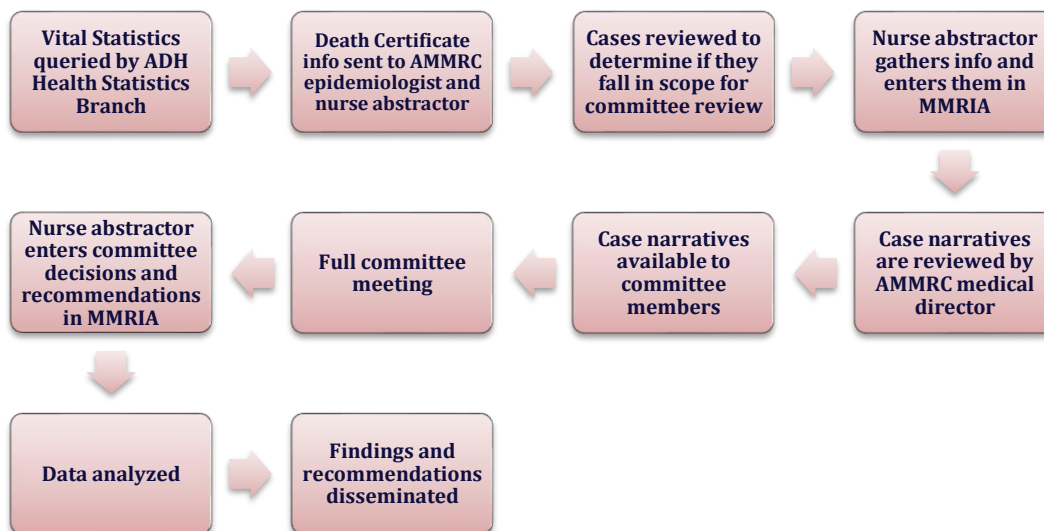 Vital Statistics
queried by ADH
Health Statistics
Branch
Death Certificate
info sent to AMMRC
epidemiologist and
nurse abstractor
Cases reviewed to
determine if they
fall in scope for
committee review
Nurse abstractor
gathers info and
enters them in
MMRIA
Case narratives
are reviewed by
AMMRC medical
director
Case narratives
available to
committee
members
Full committee
meeting
Nurse abstractor
enters committee
decisions and
recommendations
in MMRIA
Data analyzed
Findings and
recommendations
disseminated